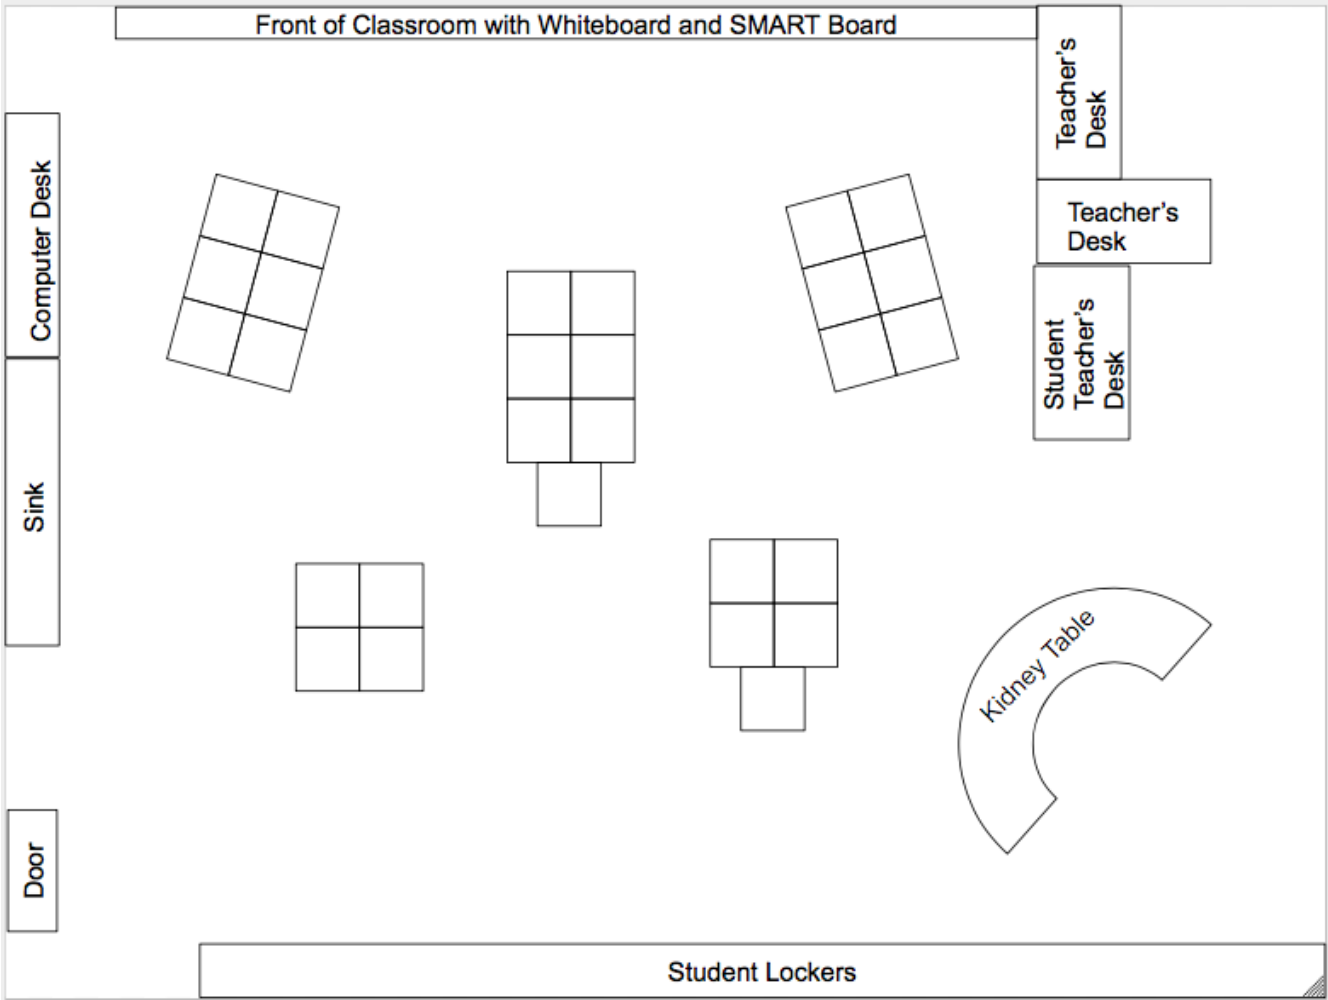 Front of Classroom with Whiteboard and SMART Board
Teacher's
Desk
Teacher's
Desk
Student
Teacher's
Desk
Computer Desk
Sink
Kidney Table
Door
Student Lockers